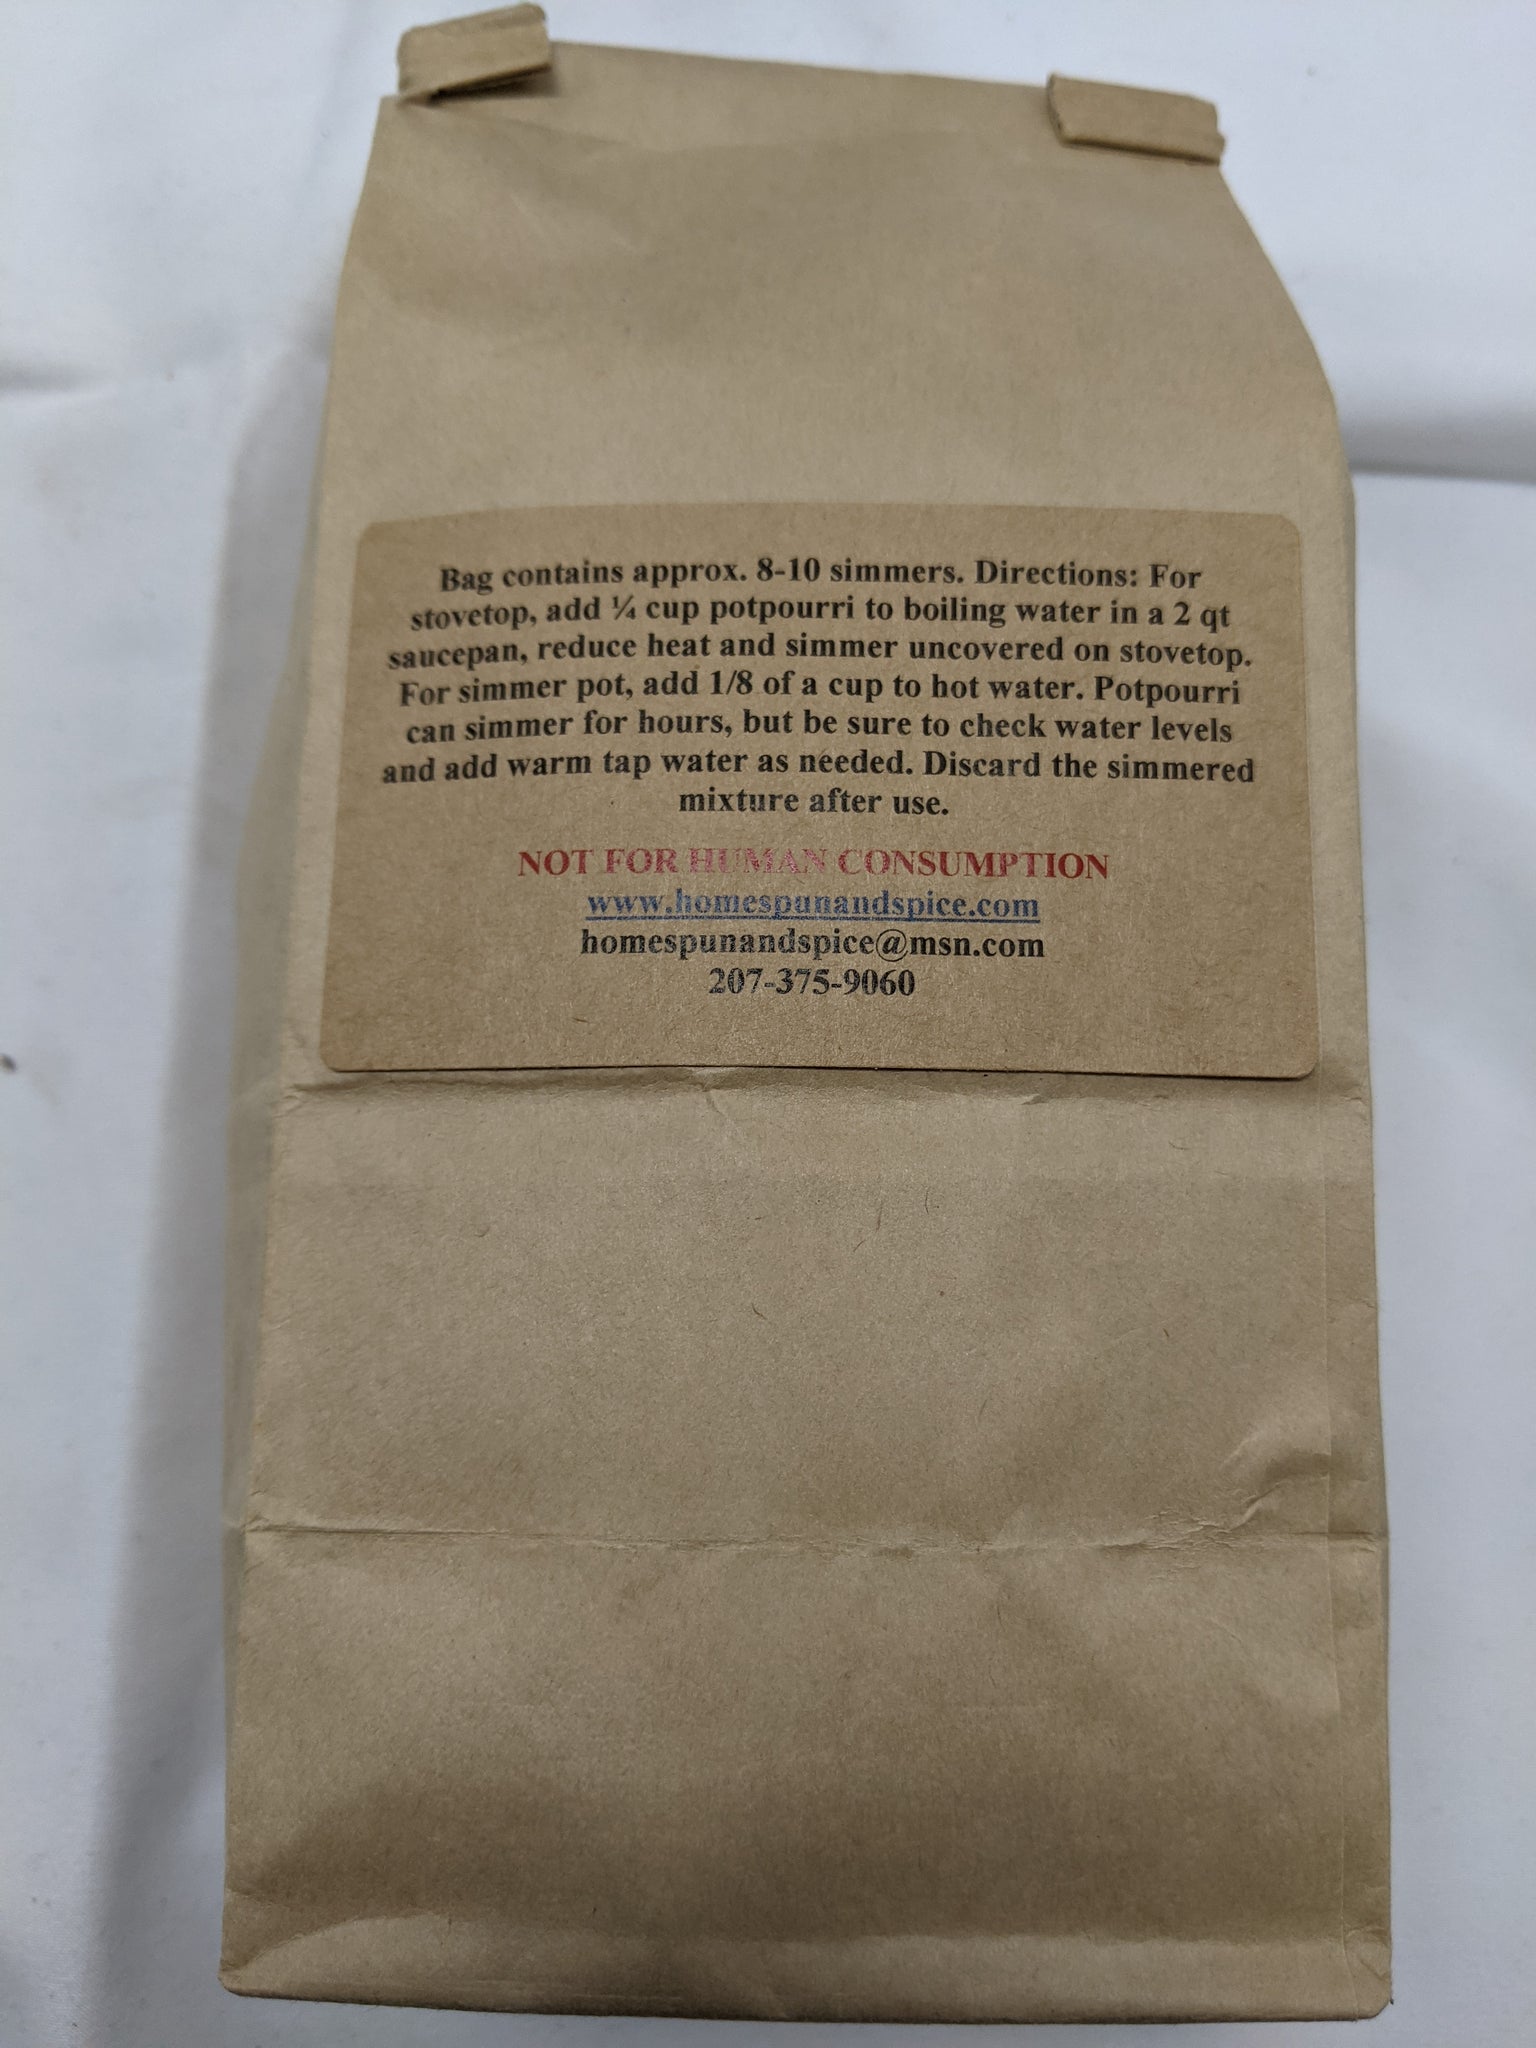 Bag contains approx. 8-10 simmers. Directions: For
stovetop, add ¼ cup potpourri to boiling water in a 2 qt
saucepan, reduce heat and simmer uncovered on stovetop.
For simmer pot, add 1/8 of a cup to hot water. Potpourri
can simmer for hours, but be sure to check water levels
and add warm tap water as needed. Discard the simmered
mixture after use.
NOT FOR HUMAN CONSUMPTION
www.homespunandspice.com
homespunandspice@msn.com
207-375-9060